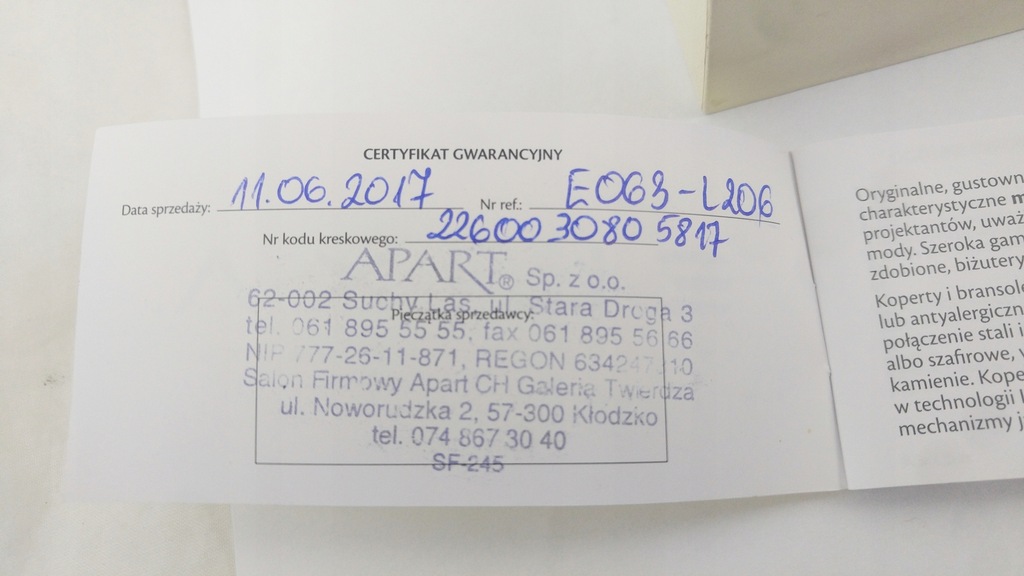 CERTYFIKAT GWARANCYJNY
Data sprzedaży: 11.06.2017 Nr ref.: E063-L206
Nr kodu kreskowego: 22600 3080 5817
APART® Sp. z o.o.
62-002 Suchy Las, ul. Stara Droga 3
Pieczątka sprzedawcy:
tel. 061 895 55 55, fax 061 895 56 66
NIP 777-26-11-871, REGON
Salon Firmowy Apart CH Galeria Twierdza
ul. Noworudzka 2, 57-300 Kłodzko
tel. 074 867 30 40
SF-245
Oryginalne, gustown
charakterystyczne m
projektantów, uważ
mody. Szeroka gam
zdobione, biżutery
Koperty i bransole
lub antyalergiczn
połączenie stali i
albo szafirowe,
kamienie. Kope
w technologii
mechanizmy j